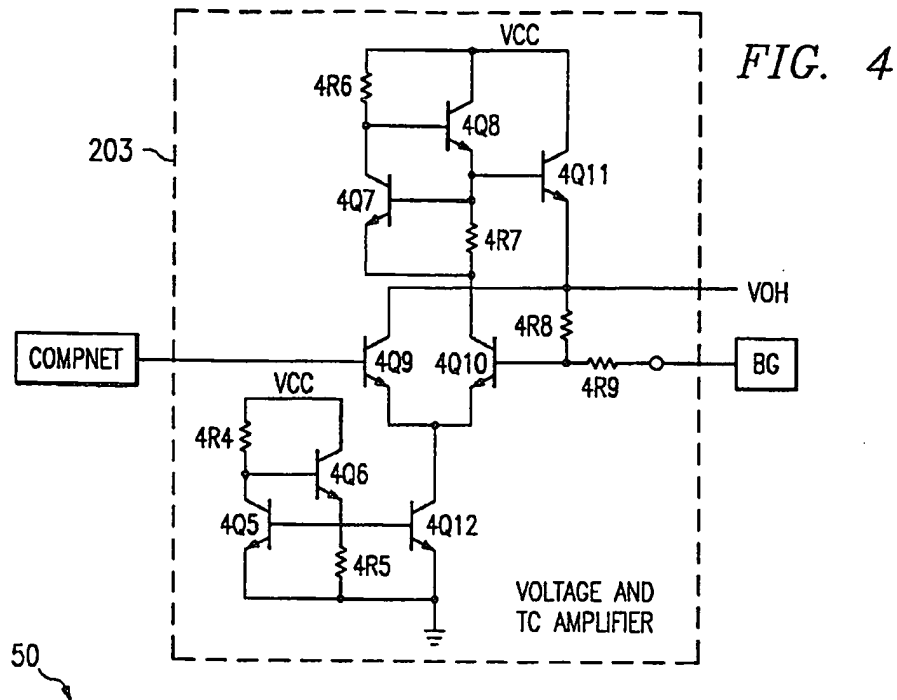 FIG. 4
VCC
4R6
4Q8
203
4Q11
4Q7
4R7
VOH
4R8
COMPNET
4Q9
4Q10
BG
4R9
VCC
4R4
4Q6
4Q5
4Q12
4R5
VOLTAGE AND
TC AMPLIFIER
50